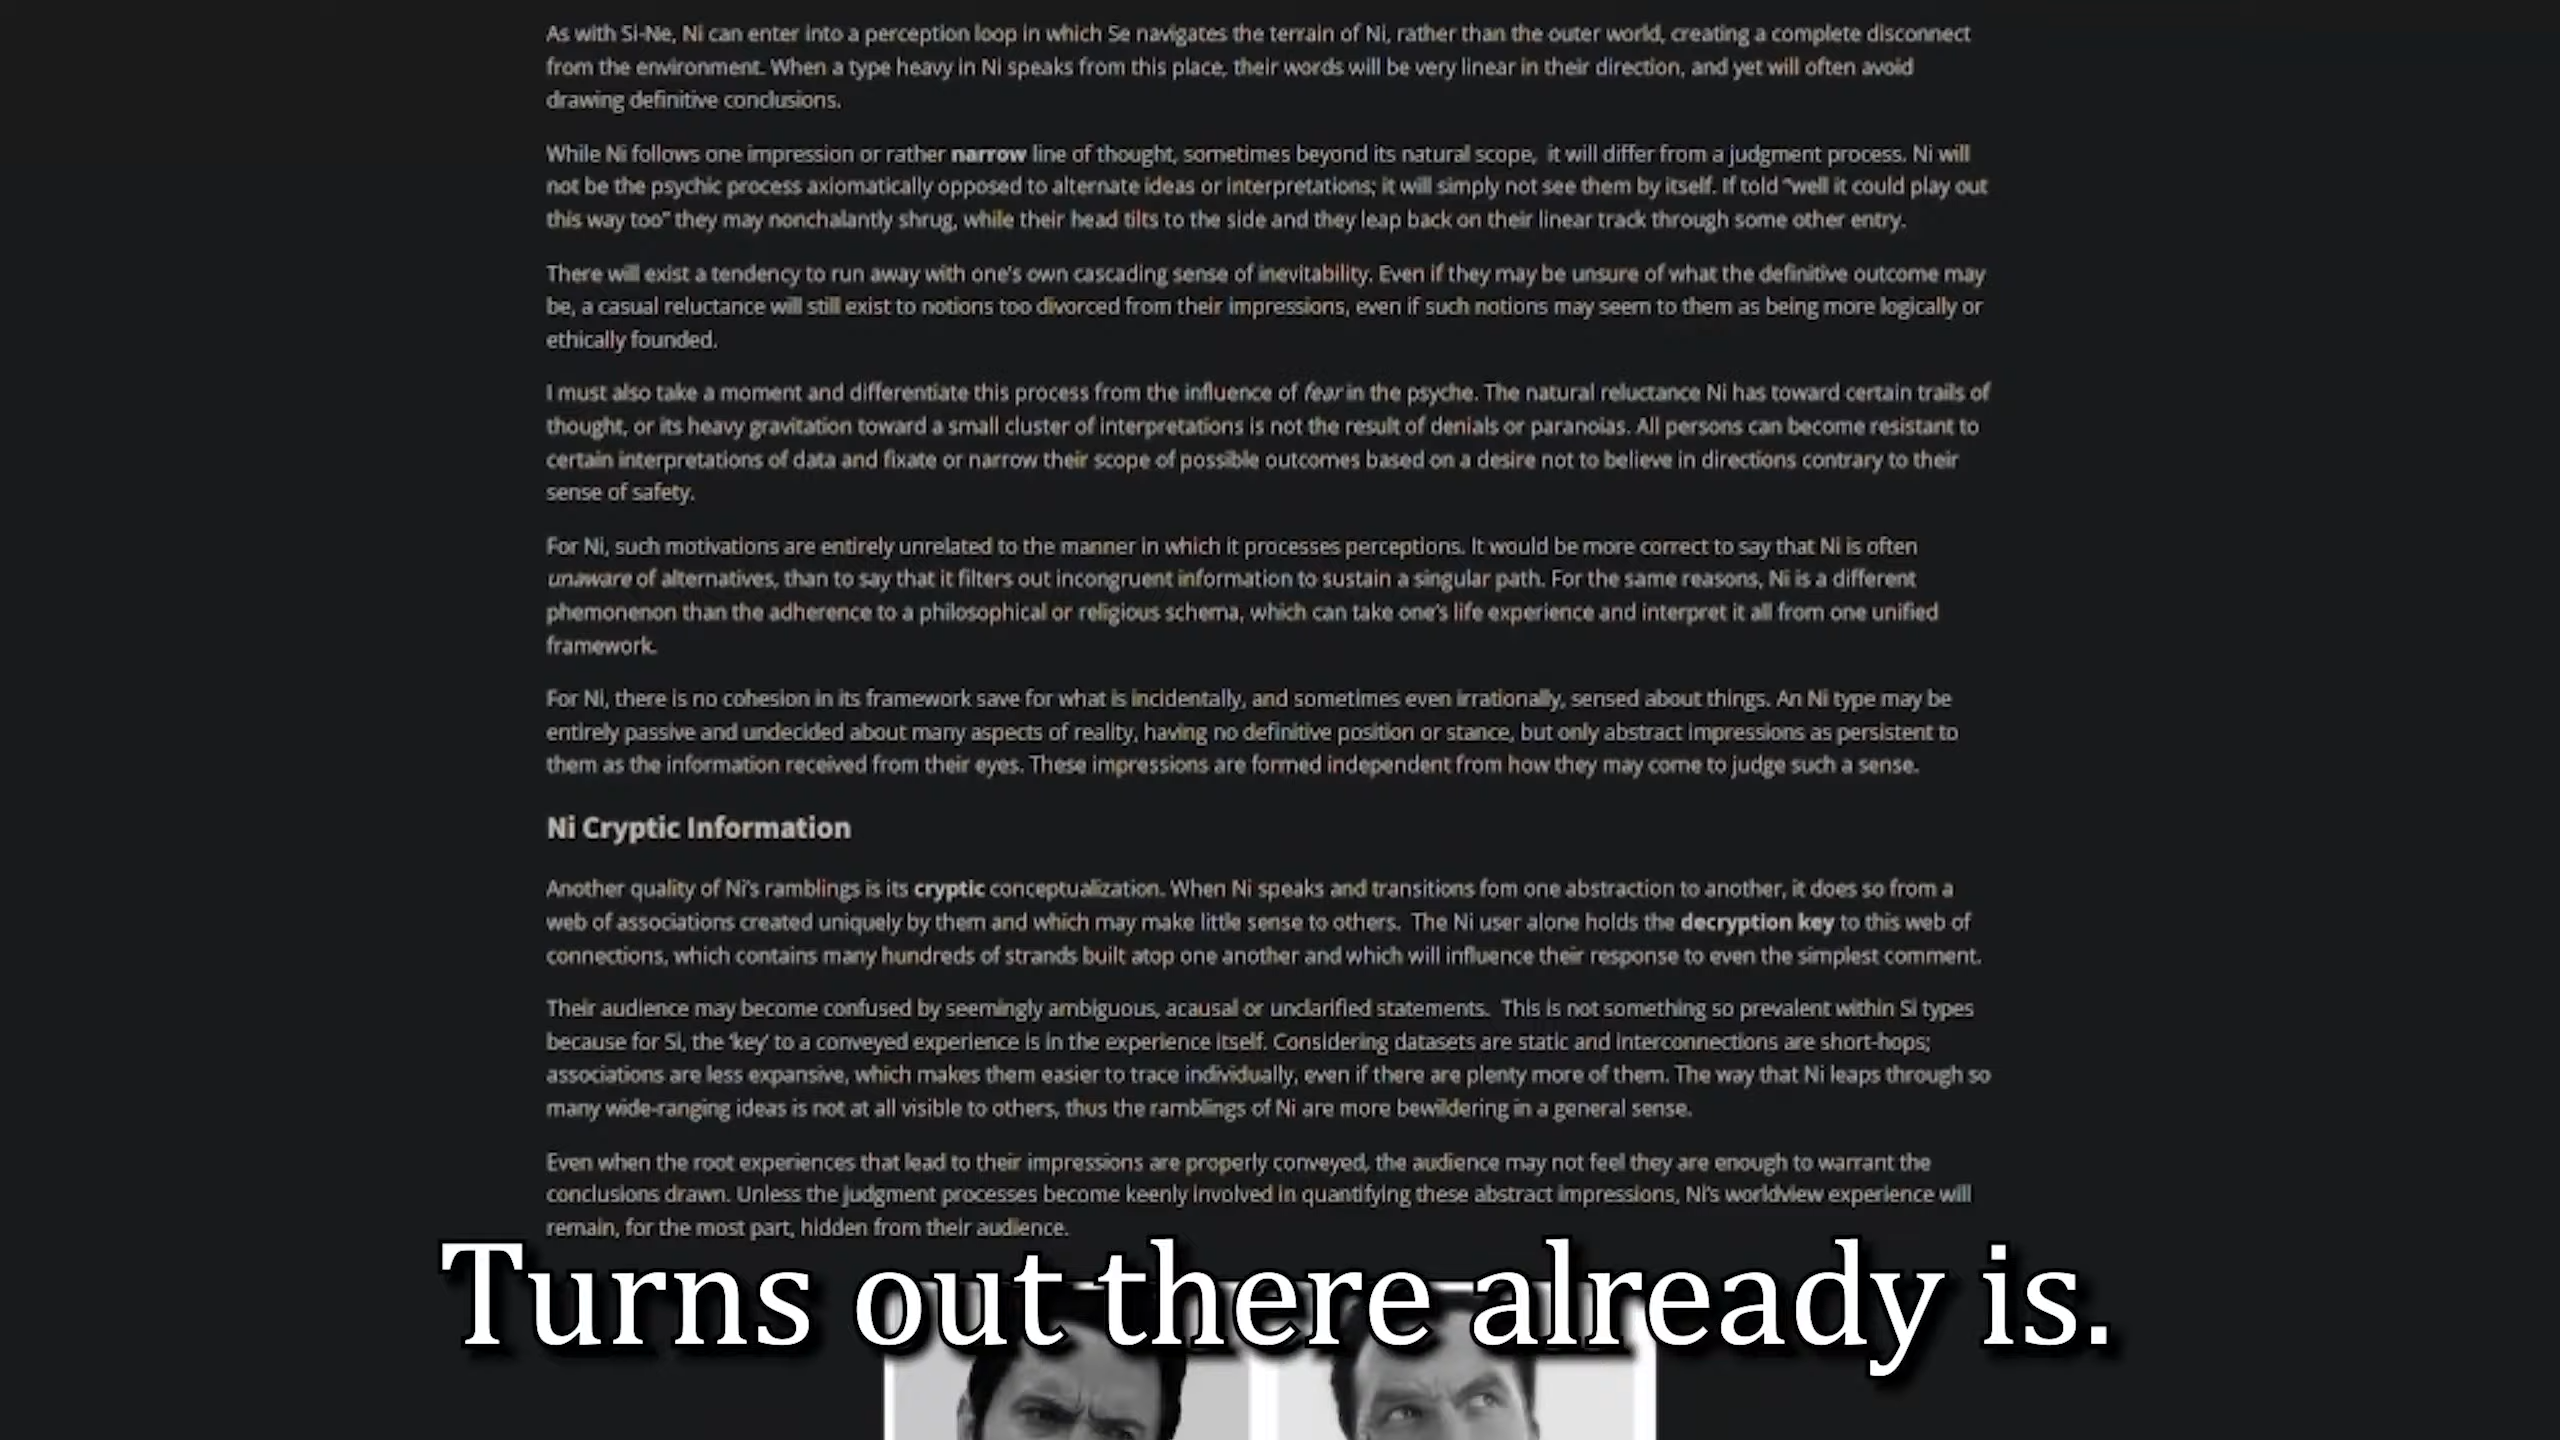 As with Si-Ne, Ni can enter into a perception loop in which Se navigates the terrain of Ni, rather than the outer world, creating a complete disconnect
from the environment. When a type heavy in Ni speaks from this place, their words will be very linear in their direction, and yet will often avoid
drawing definitive conclusions.
While Ni follows one impression or rather narrow line of thought, sometimes beyond its natural scope, it will differ from a judgment process. Ni will
not be the psychic process axiomatically opposed to alternate ideas or interpretations; it will simply not see them by itself. If told “well it could play out
this way too” they may nonchalantly shrug, while their head tilts to the side and they leap back on their linear track through some other entry.
There will exist a tendency to run away with one's own cascading sense of inevitability. Even if they may be unsure of what the definitive outcome may
be, a casual reluctance will still exist to notions too divorced from their impressions, even if such notions may seem to them as being more logically or
ethically founded.
I must also take a moment and differentiate this process from the influence of fear in the psyche. The natural reluctance Ni has toward certain trails of
thought, or its heavy gravitation toward a small cluster of interpretations is not the result of denials or paranoias. All persons can become resistant to
certain interpretations of data and fixate or narrow their scope of possible outcomes based on a desire not to believe in directions contrary to their
sense of safety.
For Ni, such motivations are entirely unrelated to the manner in which it processes perceptions. It would be more correct to say that Ni is often
unaware of alternatives, than to say that it filters out incongruent information to sustain a singular path. For the same reasons, Ni is a different
phemonenon than the adherence to a philosophical or religious schema, which can take one's life experience and interpret it all from one unified
framework.
For Ni, there is no cohesion in its framework save for what is incidentally, and sometimes even irrationally, sensed about things. An Ni type may be
entirely passive and undecided about many aspects of reality, having no definitive position or stance, but only abstract impressions as persistent to
them as the information received from their eyes. These impressions are formed independent from how they may come to judge such a sense.
Ni Cryptic Information
Another quality of Ni's ramblings is its cryptic conceptualization. When Ni speaks and transitions fom one abstraction to another, it does so from a
web of associations created uniquely by them and which may make little sense to others. The Ni user alone holds the decryption key to this web of
connections, which contains many hundreds of strands built atop one another and which will influence their response to even the simplest comment.
Their audience may become confused by seemingly ambiguous, acausal or unclarified statements. This is not something so prevalent within Si types
because for Si, the ‘key’ to a conveyed experience is in the experience itself. Considering datasets are static and interconnections are short-hops;
associations are less expansive, which makes them easier to trace individually, even if there are plenty more of them. The way that Ni leaps through so
many wide-ranging ideas is not at all visible to others, thus the ramblings of Ni are more bewildering in a general sense.
Even when the root experiences that lead to their impressions are properly conveyed, the audience may not feel they are enough to warrant the
conclusions drawn. Unless the judgment processes become keenly involved in quantifying these abstract impressions, Ni's worldview experience will
remain, for the most part, hidden from their audience.
Turns out there already is.